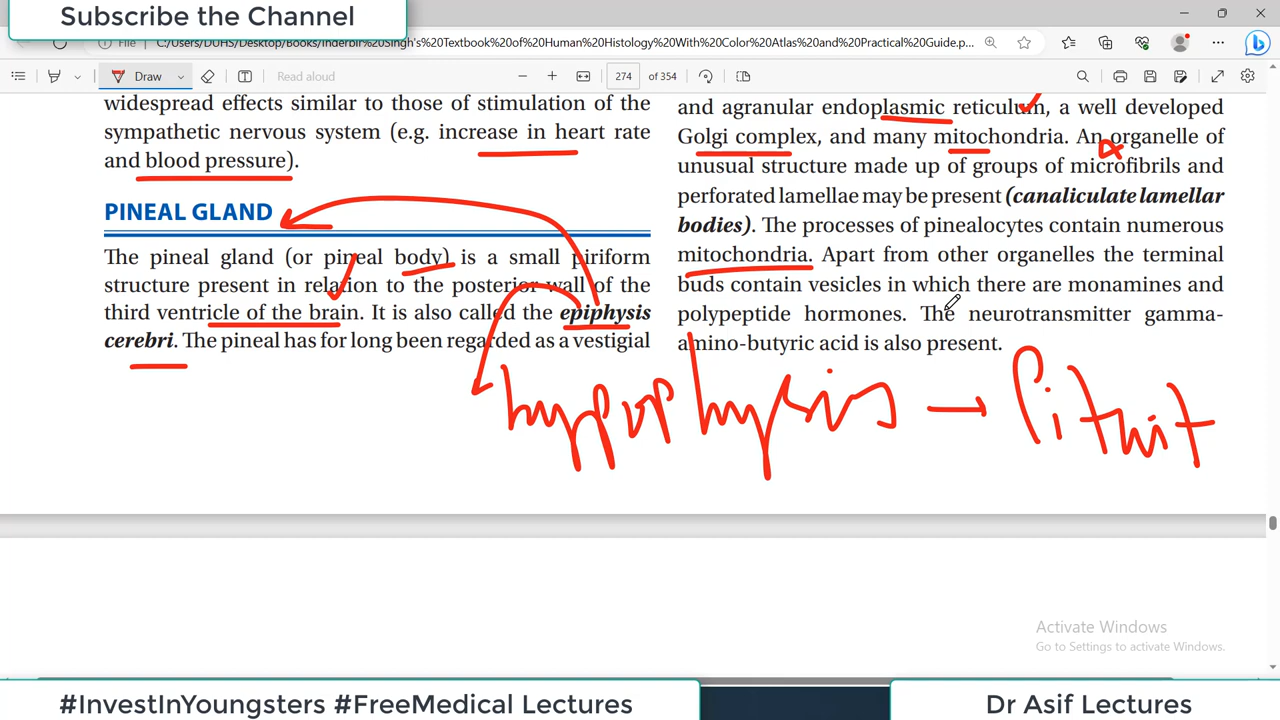 Subscribe the Channel
File
C:/Users/DUHS/Desktop/Books/Inderbir%20Singh's%20Textbook%20of%20Human%20Histology%20With%20Color%20Atlas%20and%20Practical%20Guide.p...
Draw
Read aloud
274 of 354
widespread effects similar to those of stimulation of the
sympathetic nervous system (e.g. increase in heart rate
and blood pressure).
PINEAL GLAND
The pineal gland (or pineal body) is a small piriform
structure present in relation to the posterior wall of the
third ventricle of the brain. It is also called the epiphysis
cerebri. The pineal has for long been regarded as a vestigial
and agranular endoplasmic reticulum, a well developed
Golgi complex, and many mitochondria. An organelle of
unusual structure made up of groups of microfibrils and
perforated lamellae may be present (canaliculate lamellar
bodies). The processes of pinealocytes contain numerous
mitochondria. Apart from other organelles the terminal
buds contain vesicles in which there are monamines and
polypeptide hormones. The neurotransmitter gamma-
amino-butyric acid is also present.
hypophysis → Pituit
Activate Windows
Go to Settings to activate Windows.
#InvestInYoungsters #FreeMedical Lectures
Dr Asif Lectures